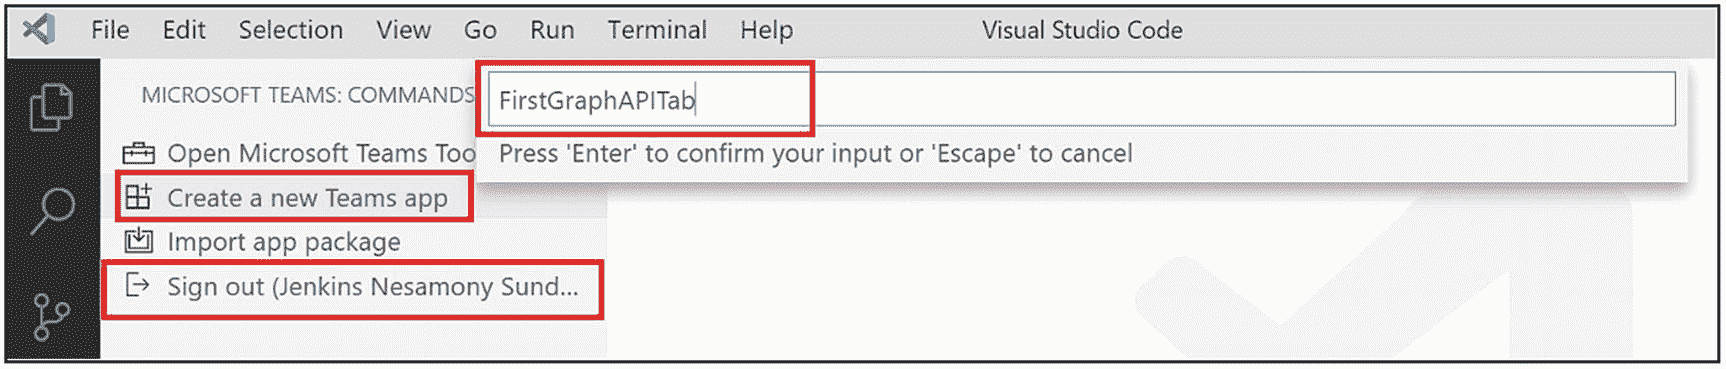 File Edit Selection View Go Run Terminal Help Visual Studio Code
MICROSOFT TEAMS: COMMANDS
FirstGraphAPITab
Open Microsoft Teams Too
Press 'Enter' to confirm your input or 'Escape' to cancel
Create a new Teams app
Import app package
Sign out (Jenkins Nesamony Sund...